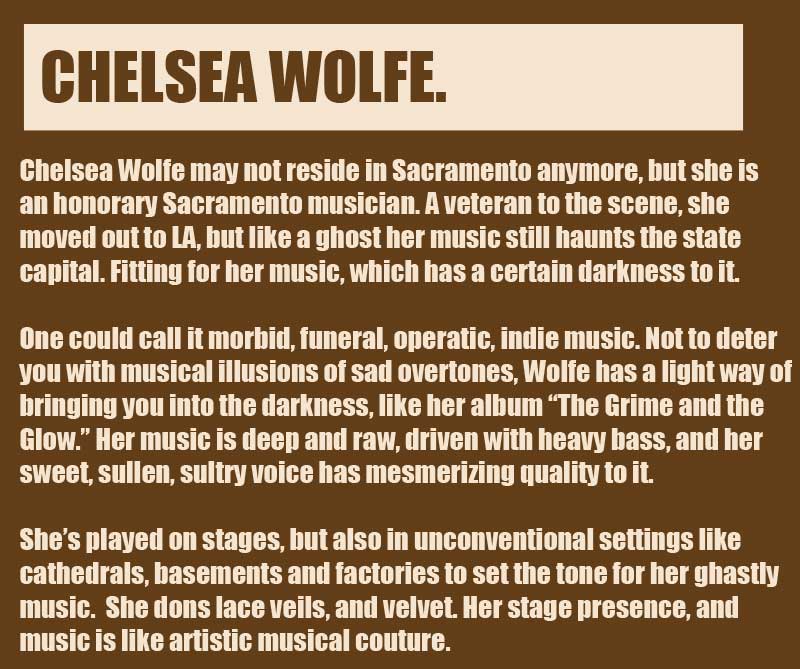 CHELSEA WOLFE.
Chelsea Wolfe may not reside in Sacramento anymore, but she is
an honorary Sacramento musician. A veteran to the scene, she
moved out to LA, but like a ghost her music still haunts the state
capital. Fitting for her music, which has a certain darkness to it.
One could call it morbid, funeral, operatic, indie music. Not to deter
you with musical illusions of sad overtones, Wolfe has a light way of
bringing you into the darkness, like her album “The Grime and the
Glow.” Her music is deep and raw, driven with heavy bass, and her
sweet, sullen, sultry voice has mesmerizing quality to it.
She’s played on stages, but also in unconventional settings like
cathedrals, basements and factories to set the tone for her ghastly
music.  She dons lace veils, and velvet. Her stage presence, and
music is like artistic musical couture.